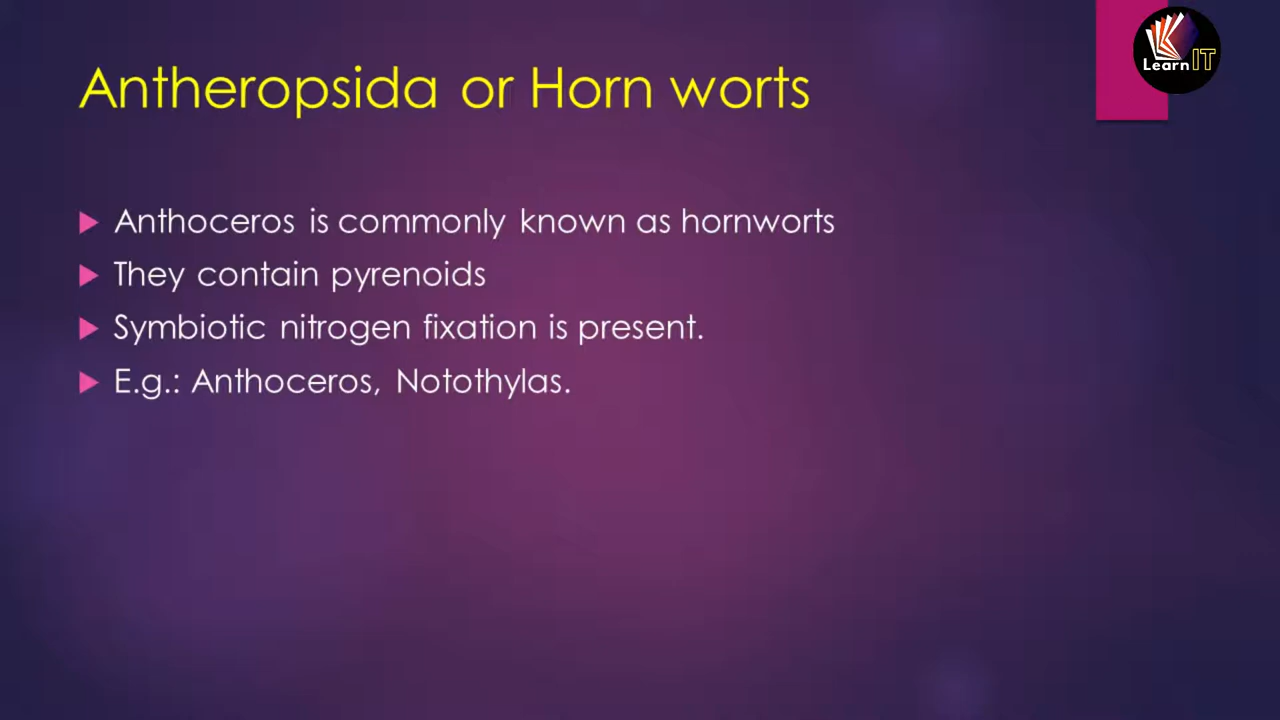 Learn IT
Antheropsida or Horn worts
Anthoceros is commonly known as hornworts
They contain pyrenoids
Symbiotic nitrogen fixation is present.
E.g.: Anthoceros, Notothylas.